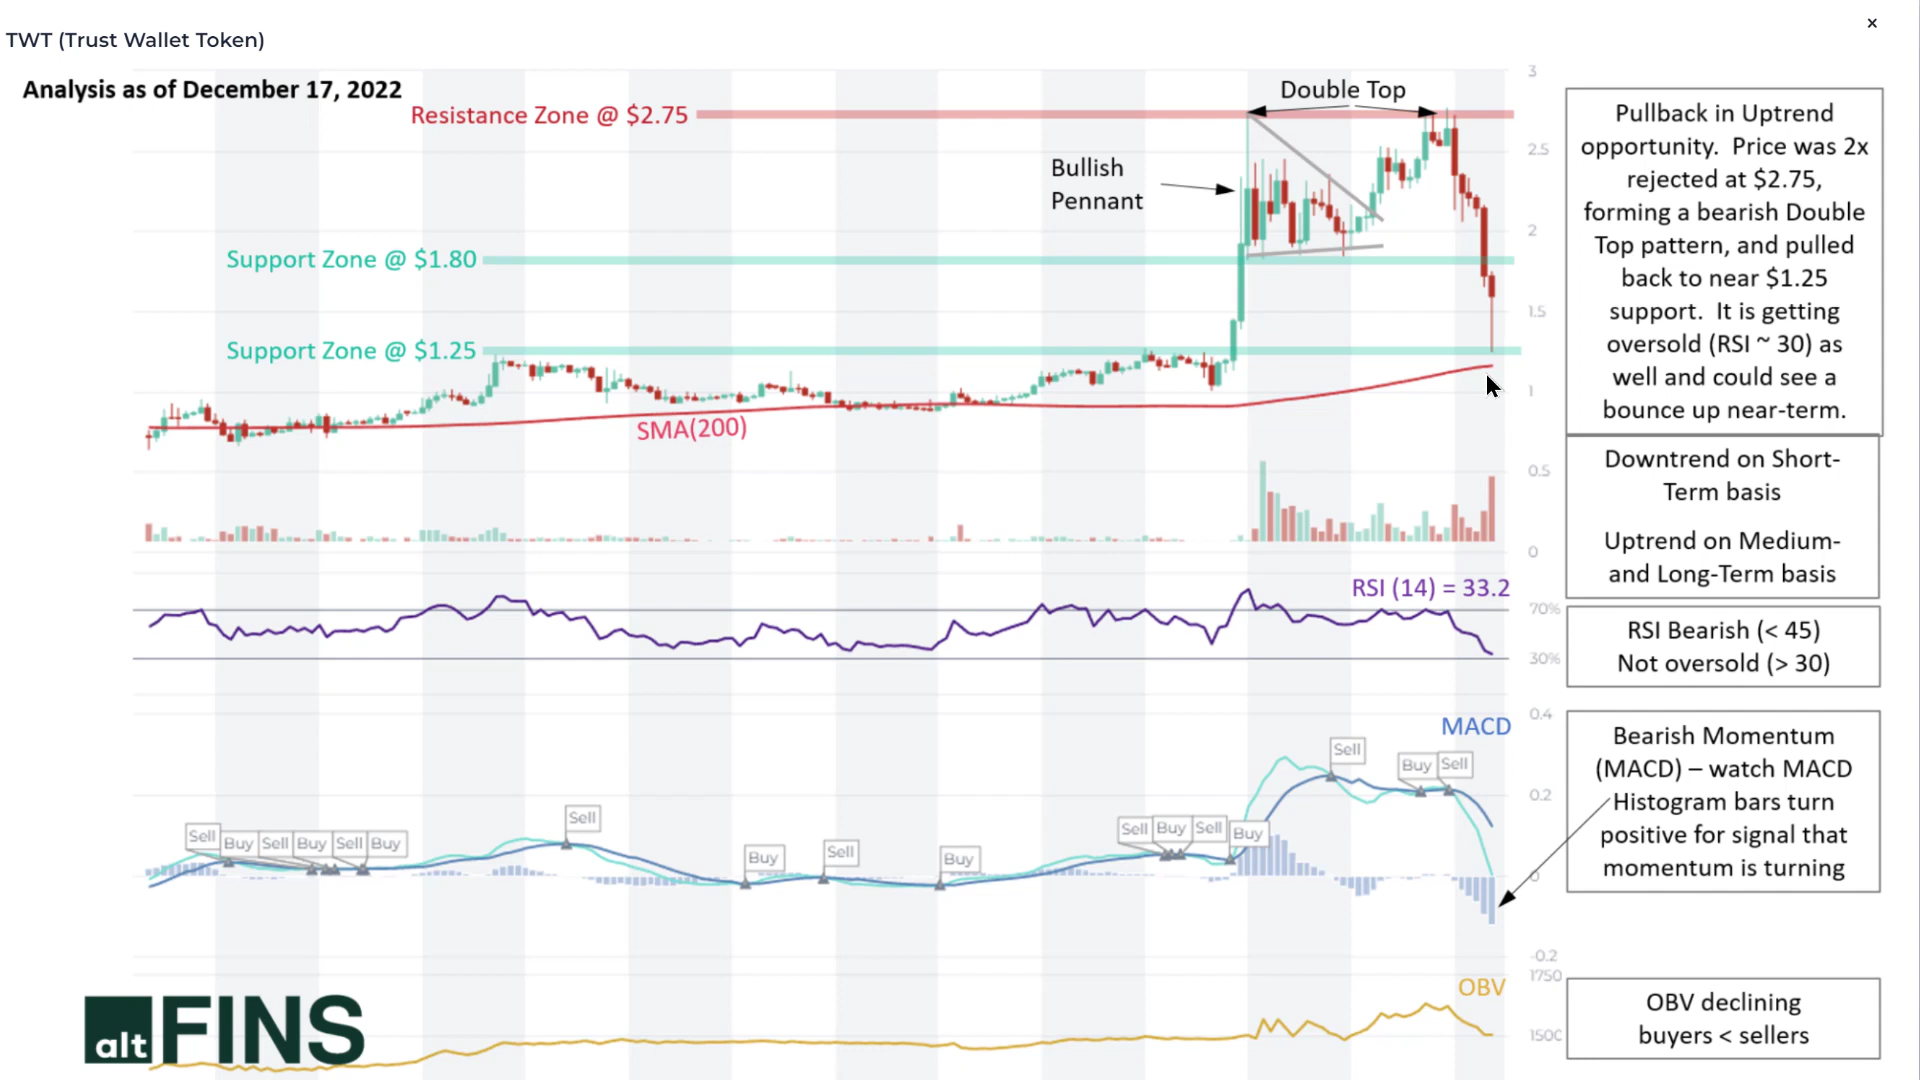 ×
TWT (Trust Wallet Token)
Analysis as of December 17, 2022
Resistance Zone @ $2.75
Double Top
Bullish
Pennant
Support Zone @ $1.80
Support Zone @ $1.25
SMA(200)
3
2.5
2
1.5
1
0.5
0
Pullback in Uptrend
opportunity. Price was 2x
rejected at $2.75,
forming a bearish Double
Top pattern, and pulled
back to near $1.25
support. It is getting
oversold (RSI ~ 30) as
well and could see a
bounce up near-term.
Downtrend on Short-
Term basis
Uptrend on Medium-
and Long-Term basis
RSI (14) = 33.2
70%
30%
RSI Bearish (< 45)
Not oversold (> 30)
MACD
0.4
0.2
0
-0.2
Sell
Buy
Sell
Buy
Sell
Buy
Sell
Buy
Sell
Buy
Sell
Buy
Sell
Buy
Sell
Buy
Sell
Bearish Momentum
(MACD) – watch MACD
Histogram bars turn
positive for signal that
momentum is turning
OBV
1750
1500
OBV declining
buyers < sellers
alt FINS